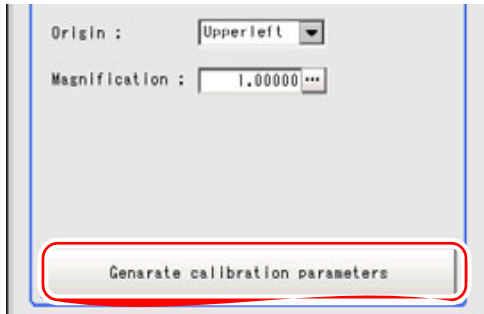 Origin : Upperleft
Magnification : 1.00000 ...
Genarate calibration parameters